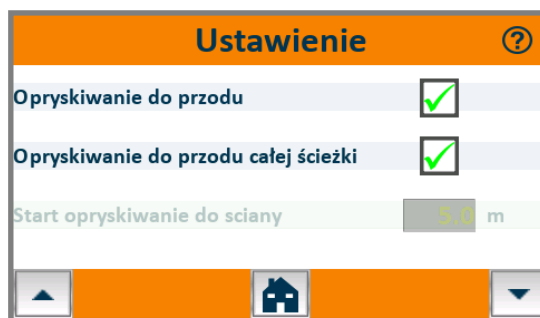 Ustawienie ?
Opryskiwanie do przodu
Opryskiwanie do przodu całej ścieżki
Start opryskiwanie do sciany 5.0 m